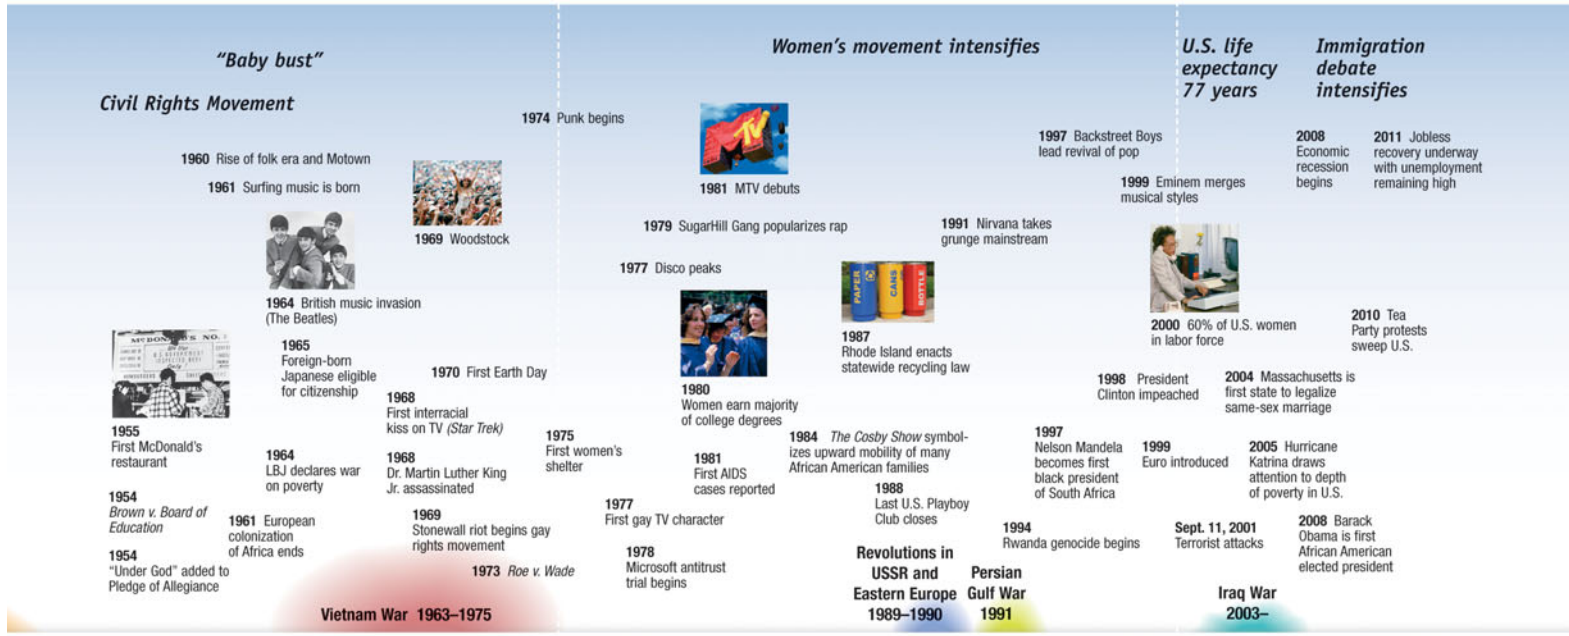 "Baby bust"
Civil Rights Movement
Women's movement intensifies
U.S. life
expectancy
77 years
Immigration
debate
intensifies
1974 Punk begins
1960 Rise of folk era and Motown
1961 Surfing music is born
1969 Woodstock
1964 British music invasion
(The Beatles)
1965
Foreign-born
Japanese eligible
for citizenship
1970 First Earth Day
1968
First interracial
kiss on TV (Star Trek)
McDONALD'S NO.
1955
First McDonald's
restaurant
1964
LBJ declares war
on poverty
1968
Dr. Martin Luther King
Jr. assassinated
1954
Brown v. Board of
Education
1961 European
colonization
of Africa ends
1969
Stonewall riot begins gay
rights movement
1954
"Under God" added to
Pledge of Allegiance
1973 Roe v. Wade
Vietnam War 1963–1975
MTV
1981 MTV debuts
1979 SugarHill Gang popularizes rap
1977 Disco peaks
1997 Backstreet Boys
lead revival of pop
1999 Eminem merges
musical styles
1991 Nirvana takes
grunge mainstream
PAPER
CANS
BOTTLE
1987
Rhode Island enacts
statewide recycling law
1980
Women earn majority
of college degrees
1975
First women's
shelter
1984 The Cosby Show symbol-
izes upward mobility of many
African American families
1981
First AIDS
cases reported
1977
First gay TV character
1988
Last U.S. Playboy
Club closes
1978
Microsoft antitrust
trial begins
1994
Rwanda genocide begins
1997
Nelson Mandela
becomes first
black president
of South Africa
1998 President
Clinton impeached
1999
Euro introduced
Revolutions in
USSR and
Eastern Europe
1989–1990
Persian
Gulf War
1991
2008
Economic
recession
begins
2011 Jobless
recovery underway
with unemployment
remaining high
2000 60% of U.S. women
in labor force
2010 Tea
Party protests
sweep U.S.
2004 Massachusetts is
first state to legalize
same-sex marriage
2005 Hurricane
Katrina draws
attention to depth
of poverty in U.S.
Sept. 11, 2001
Terrorist attacks
2008 Barack
Obama is first
African American
elected president
Iraq War
2003–